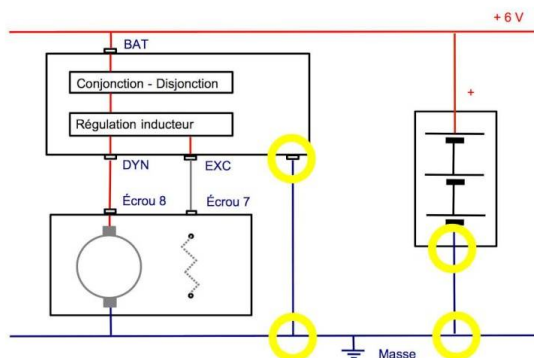 + 6 V
BAT
+
Conjonction - Disjonction
Régulation inducteur
DYN
EXC
Écrou 8
Écrou 7
Masse